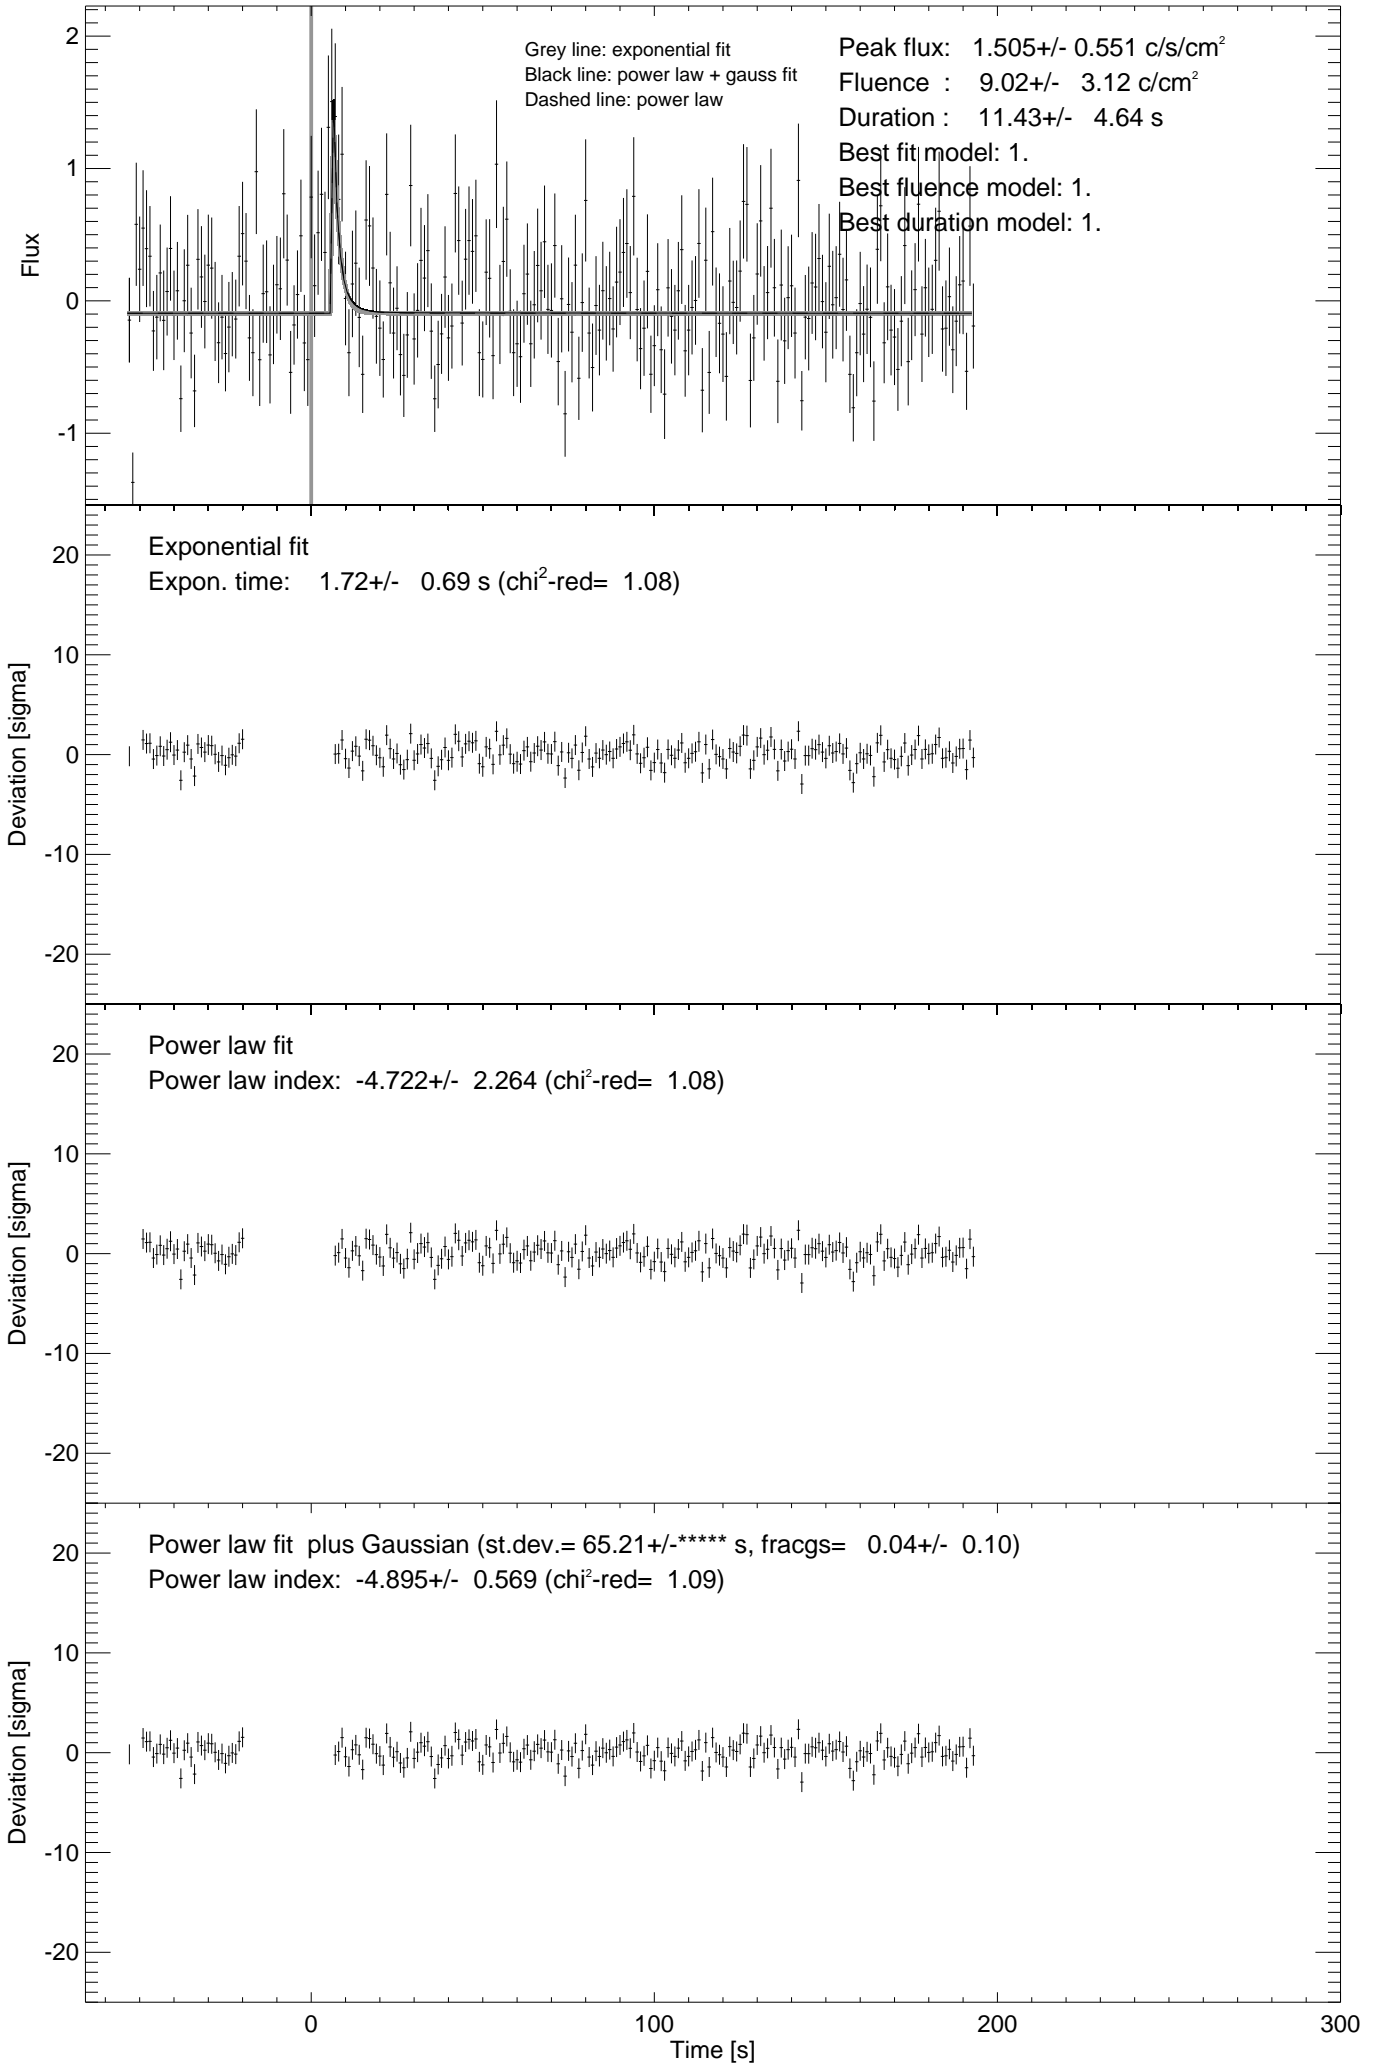 Grey line: exponential fit
Black line: power law + gauss fit
Dashed line: power law
Peak flux: 1.505+/- 0.551 c/s/cm²
Fluence : 9.02+/- 3.12 c/cm²
Duration : 11.43+/- 4.64 s
Best fit model: 1.
Best fluence model: 1.
Best duration model: 1.
2
1
0
-1
Flux
Exponential fit
Expon. time: 1.72+/- 0.69 s (chi²-red= 1.08)
20
10
0
-10
-20
Deviation [sigma]
Power law fit
Power law index: -4.722+/- 2.264 (chi²-red= 1.08)
20
10
0
-10
-20
Deviation [sigma]
Power law fit plus Gaussian (st.dev.= 65.21+/-***** s, fracgs= 0.04+/- 0.10)
Power law index: -4.895+/- 0.569 (chi²-red= 1.09)
20
10
0
-10
-20
Deviation [sigma]
0 100 200 300
Time [s]